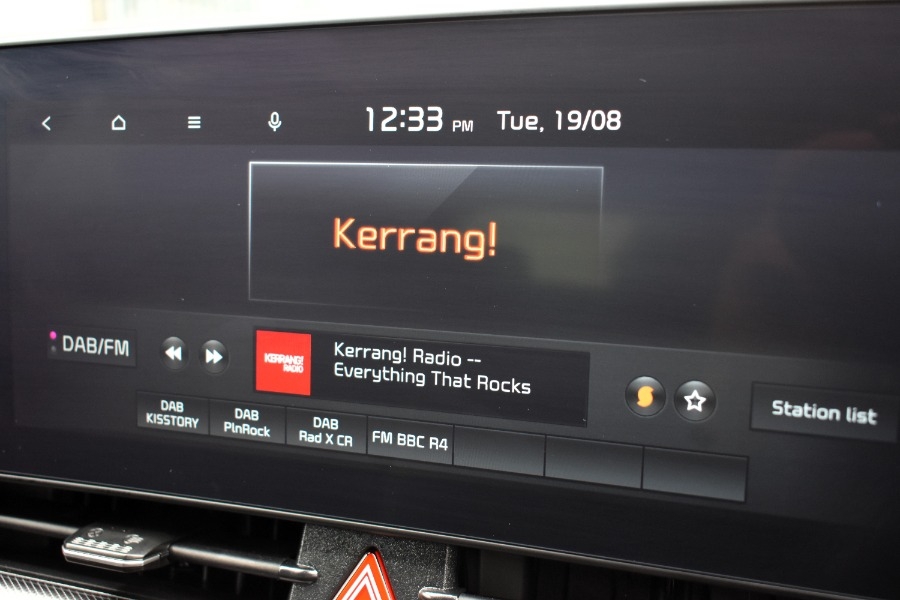 12:33 PM Tue, 19/08
Kerrang!
DAB/FM
KERRANG!
RADIO
Kerrang! Radio --
Everything That Rocks
Station list
DAB
KISSTORY
DAB
PlnRock
DAB
Rad X CR
FM BBC R4